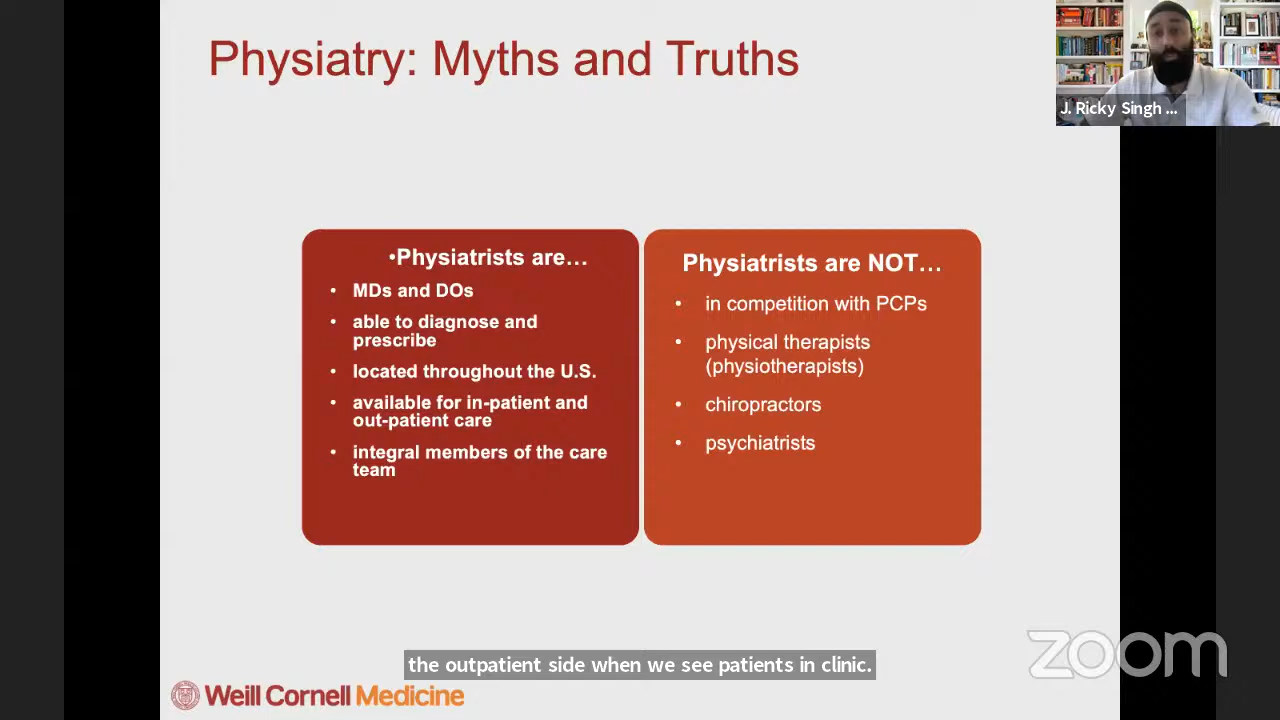 Physiatry: Myths and Truths
J. Ricky Singh ...
•Physiatrists are…
• MDs and DOs
• able to diagnose and
prescribe
• located throughout the U.S.
• available for in-patient and
out-patient care
• integral members of the care
team
Physiatrists are NOT…
• in competition with PCPs
• physical therapists
(physiotherapists)
• chiropractors
• psychiatrists
the outpatient side when we see patients in clinic.
Weill Cornell Medicine
zoom